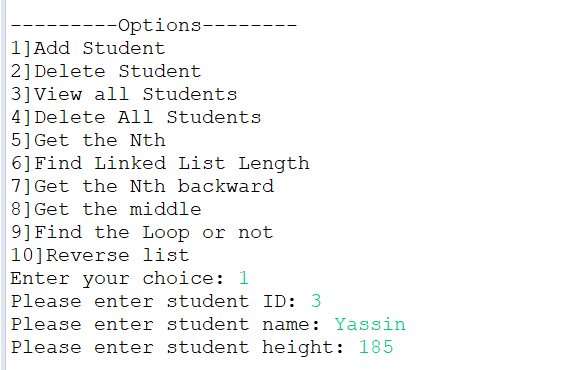 ---------Options--------
1]Add Student
2]Delete Student
3]View all Students
4]Delete All Students
5]Get the Nth
6]Find Linked List Length
7]Get the Nth backward
8]Get the middle
9]Find the Loop or not
10]Reverse list
Enter your choice: 1
Please enter student ID: 3
Please enter student name: Yassin
Please enter student height: 185